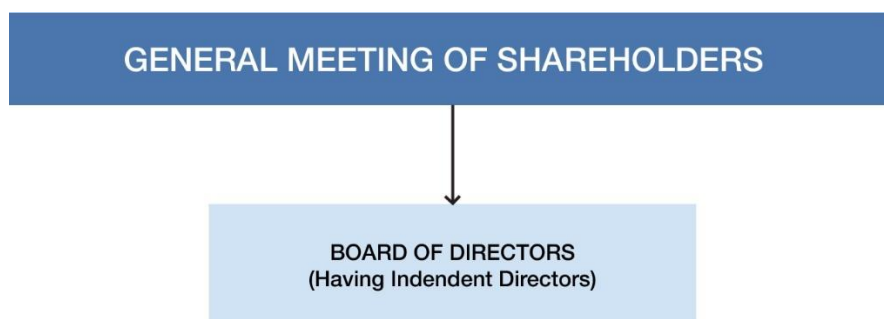 GENERAL MEETING OF SHAREHOLDERS
BOARD OF DIRECTORS
(Having Indendent Directors)